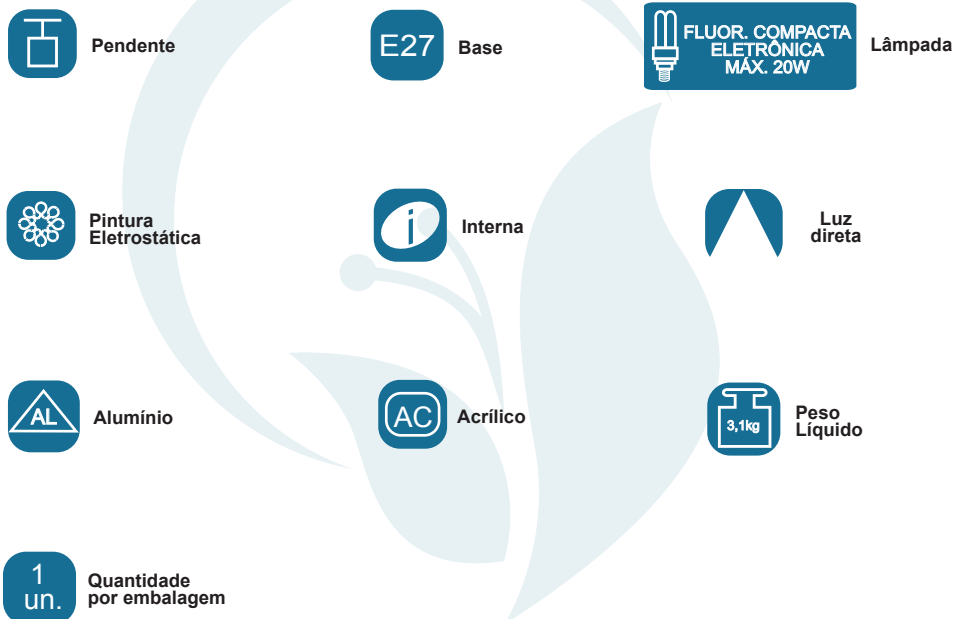 Pendente
E27
Base
FLUOR. COMPACTA
ELETRÔNICA
MÁX. 20W
Lâmpada
Pintura
Eletrostática
i
Interna
Luz
direta
AL
Alumínio
AC
Acrílico
3,1kg
Peso
Líquido
1
un.
Quantidade
por embalagem